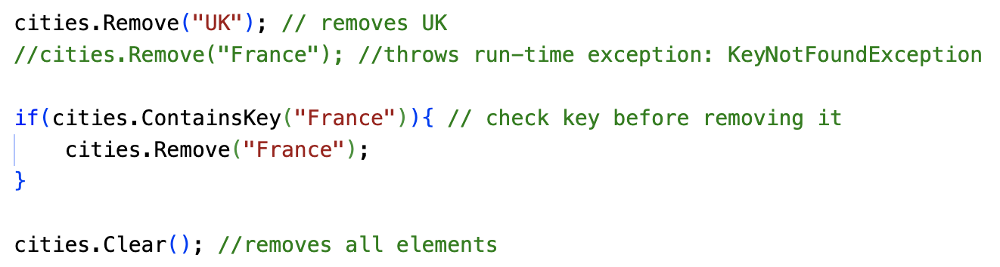 cities.Remove("UK"); // removes UK
//cities.Remove("France"); //throws run-time exception: KeyNotFoundException
if(cities.ContainsKey("France")){ // check key before removing it
    cities.Remove("France");
}
cities.Clear(); //removes all elements